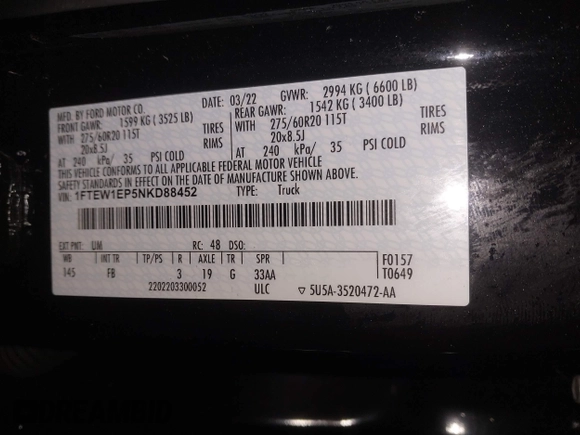 MFD. BY FORD MOTOR CO.
DATE: 03/22 GVWR: 2994 KG (6600 LB)
FRONT GAWR: 1599 KG (3525 LB)
REAR GAWR: 1542 KG (3400 LB)
WITH 275/60R20 115T TIRES
WITH 275/60R20 115T TIRES
20x8.5J RIMS
20x8.5J RIMS
AT 240 kPa/ 35 PSI COLD
AT 240 kPa/ 35 PSI COLD
THIS VEHICLE CONFORMS TO ALL APPLICABLE FEDERAL MOTOR VEHICLE
SAFETY STANDARDS IN EFFECT ON THE DATE OF MANUFACTURE SHOWN ABOVE.
VIN: 1FTEW1EP5NKD88452 TYPE: Truck
EXT PNT: UM RC: 48 DSO:
WB INT TR TP/PS R AXLE TR SPR F0157
145 FB 3 19 G 33AA T0649
2202203300052 ULC ▽ 5U5A-3520472-AA